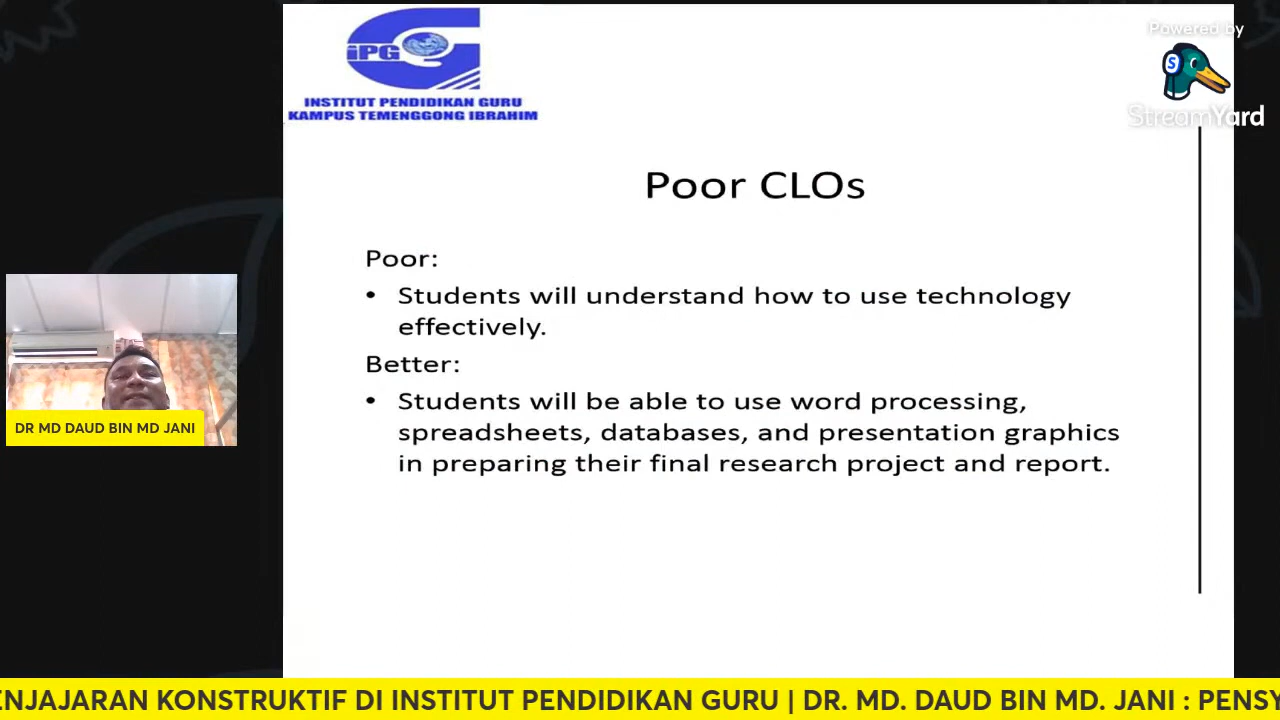 iPG
INSTITUT PENDIDIKAN GURU
KAMPUS TEMENGGONG IBRAHIM
Powered by
S
StreamYard
Poor CLOs
Poor:
• Students will understand how to use technology
effectively.
Better:
• Students will be able to use word processing,
spreadsheets, databases, and presentation graphics
in preparing their final research project and report.
DR MD DAUD BIN MD JANI
ENJAJARAN KONSTRUKTIF DI INSTITUT PENDIDIKAN GURU | DR. MD. DAUD BIN MD. JANI : PENSY